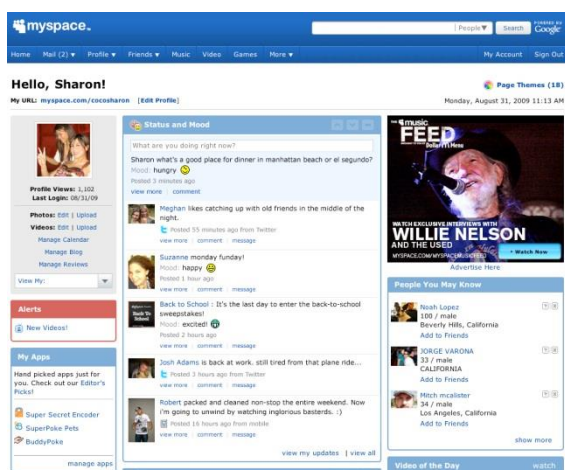 myspace.
People
Search
POWERED BY
Google
Home Mail (2) Profile Friends Music Video Games More
My Account Sign Out
Hello, Sharon!
Page Themes (18)
My URL: myspace.com/cocosharon [Edit Profile]
Monday, August 31, 2009 11:13 AM
Profile Views: 1,102
Last Login: 08/31/09
Photos: Edit | Upload
Videos: Edit | Upload
Manage Calendar
Manage Blog
Manage Reviews
View My:
Alerts
New Videos!
My Apps
Hand picked apps just for
you. Check out our Editor's
Picks!
Super Secret Encoder
SuperPoke Pets
BuddyPoke
manage apps
Status and Mood
What are you doing right now?
Sharon what's a good place for dinner in manhattan beach or el segundo?
Mood: hungry
Posted 3 minutes ago
view more | comment
Meghan likes catching up with old friends in the middle of the
night.
Posted 55 minutes ago from Twitter
view more | comment | message
Suzanne monday funday!
Mood: happy
Posted 1 hour ago
view more | comment | message
Back To
School
Back to School : It's the last day to enter the back-to-school
sweepstakes!
Mood: excited!
Posted 2 hours ago
view more | comment | message
Josh Adams is back at work. still tired from that plane ride...
Posted 3 hours ago from Twitter
view more | comment | message
Robert packed and cleaned non-stop the entire weekend. Now
i'm going to unwind by watching inglorious basterds. :)
Posted 16 hours ago from mobile
view more | comment | message
view my updates | view all
THE music
FEED
Dollar Menu
WATCH EXCLUSIVE INTERVIEWS WITH
WILLIE NELSON
AND THE USED
MYSPACE.COM/MYSPACEMUSICFEED
Watch Now
Advertise Here
People You May Know
Noah Lopez
100 / male
Beverly Hills, California
Add to Friends
JORGE VARONA
33 / male
CALIFORNIA
Add to Friends
Mitch mcalister
34 / male
Los Angeles, California
Add to Friends
show more
Video of the Day
watch